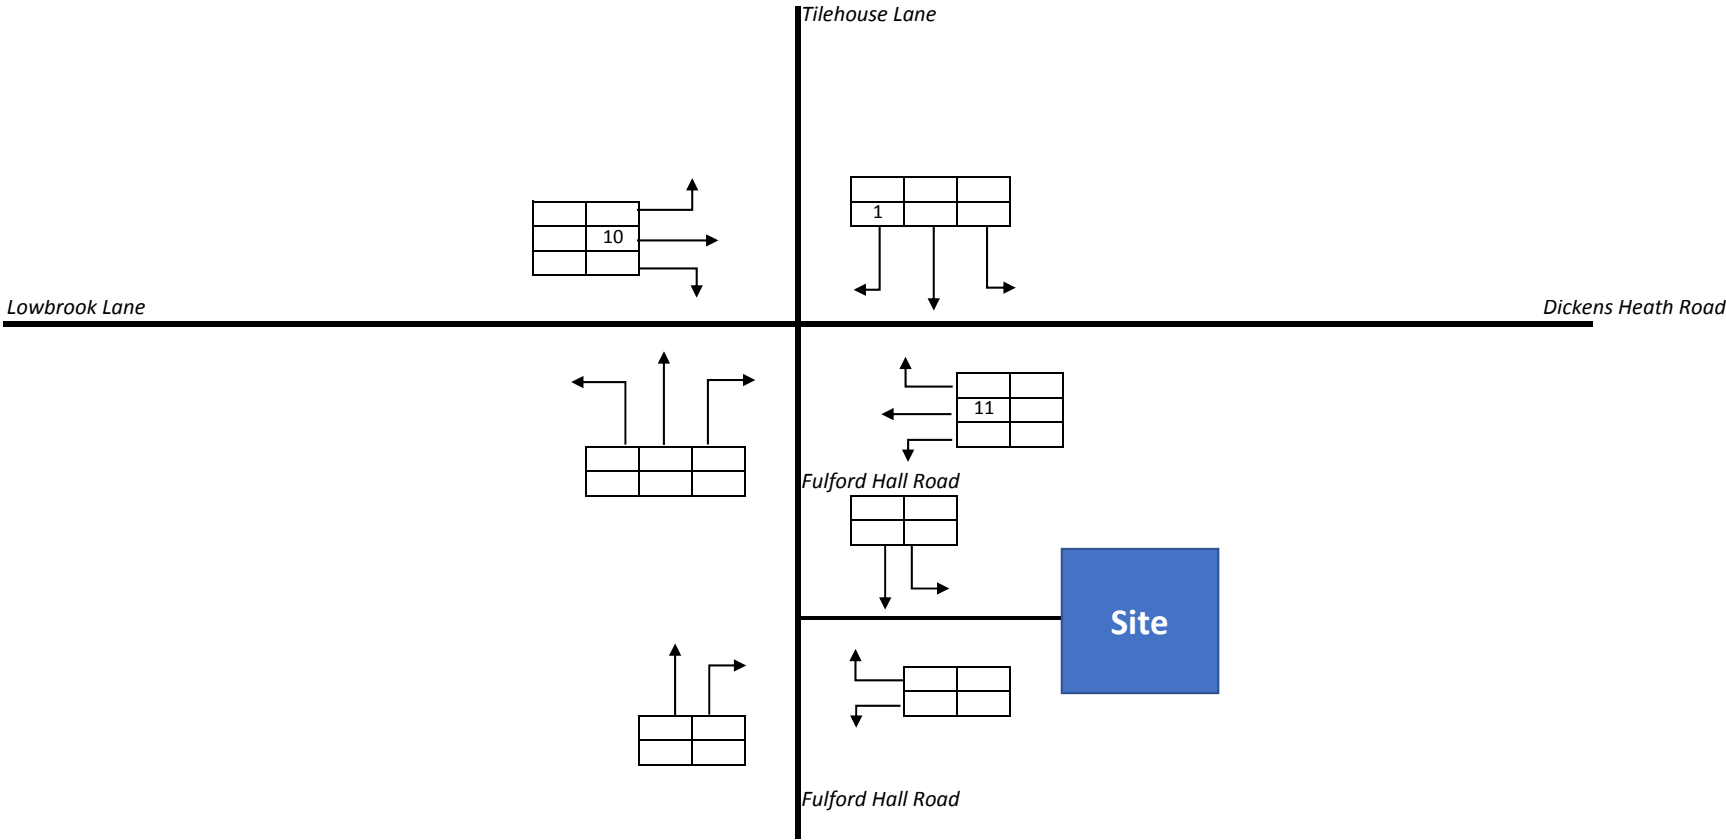 Tilehouse Lane
1
10
Lowbrook Lane
Dickens Heath Road
11
Fulford Hall Road
Site
Fulford Hall Road